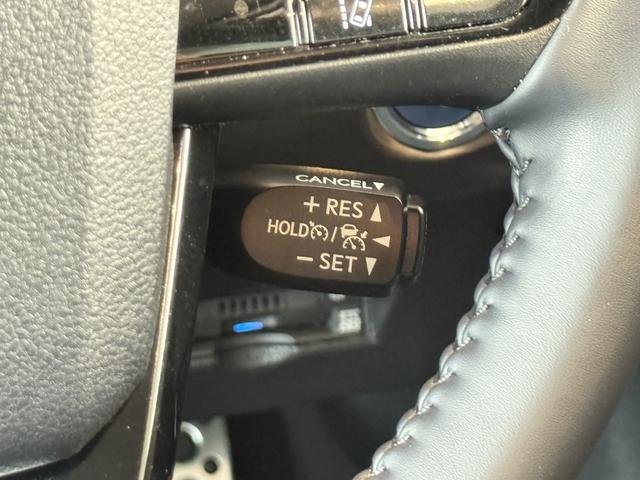 CANCEL▼
+ RES ▲
HOLD / ◄
− SET ▼